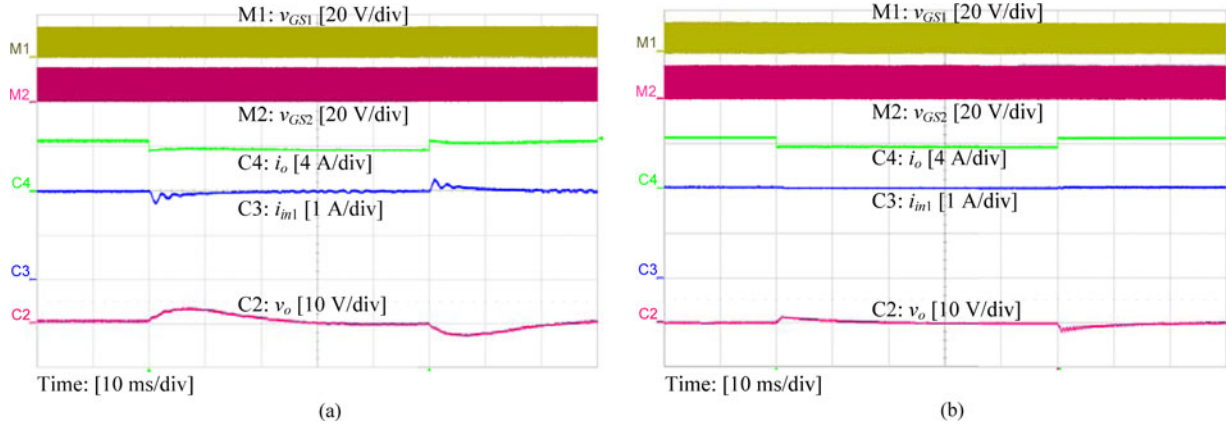 M1: vGS1 [20 V/div]
M1
M2
M2: vGS2 [20 V/div]
C4: io [4 A/div]
C4
C3: iin1 [1 A/div]
C3
C2: vo [10 V/div]
C2
Time: [10 ms/div]
(a)
M1: vGS1 [20 V/div]
M1
M2
M2: vGS2 [20 V/div]
C4: io [4 A/div]
C4
C3: iin1 [1 A/div]
C3
C2: vo [10 V/div]
C2
Time: [10 ms/div]
(b)